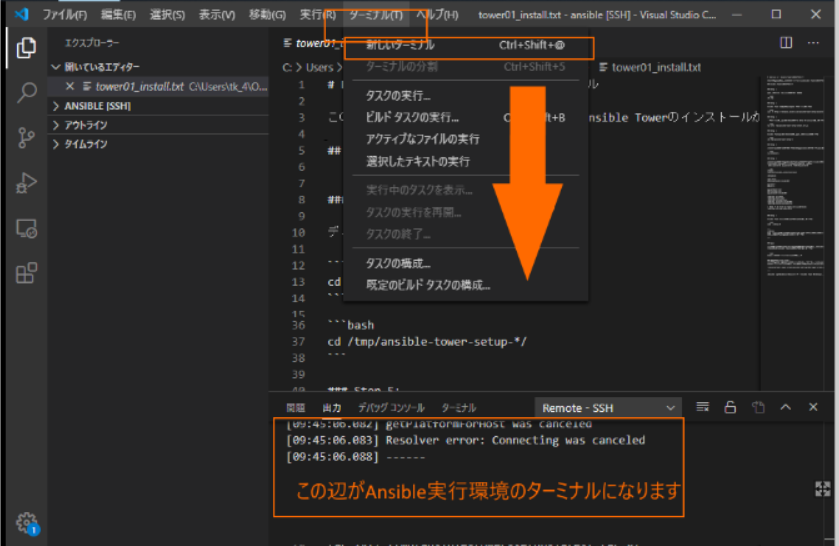 ファイル(F) 編集(E) 選択(S) 表示(V) 移動(G) 実行(R) ターミナル(T) ヘルプ(H) tower01_install.txt - ansible [SSH] - Visual Studio C...
エクスプローラー
開いているエディター
tower01_install.txt C:\Users\tk_4\O...
ANSIBLE [SSH]
アウトライン
タイムライン
C: > Users > tower01_install.txt
新しいターミナル Ctrl+Shift+@
ターミナルの分割 Ctrl+Shift+5
タスクの実行...
ビルド タスクの実行...
アクティブなファイルの実行
選択したテキストの実行
実行中のタスクを表示...
タスクの実行を再開...
タスクの終了...
タスクの構成...
既定のビルド タスクの構成...
1 #
2
3 ansible Towerのインストール
4
5 ##
6
7
8 ###
9
10 デ
11
12 ```
13 cd
14 ```
15
36 ```bash
37 cd /tmp/ansible-tower-setup-*/
38 ```
39
40 ### Step 5:
問題 出力 デバッグ コンソール ターミナル Remote - SSH
[09:45:06.082] getPlatformForHost was canceled
[09:45:06.083] Resolver error: Connecting was canceled
[09:45:06.088] ------
この辺がAnsible実行環境のターミナルになります
1